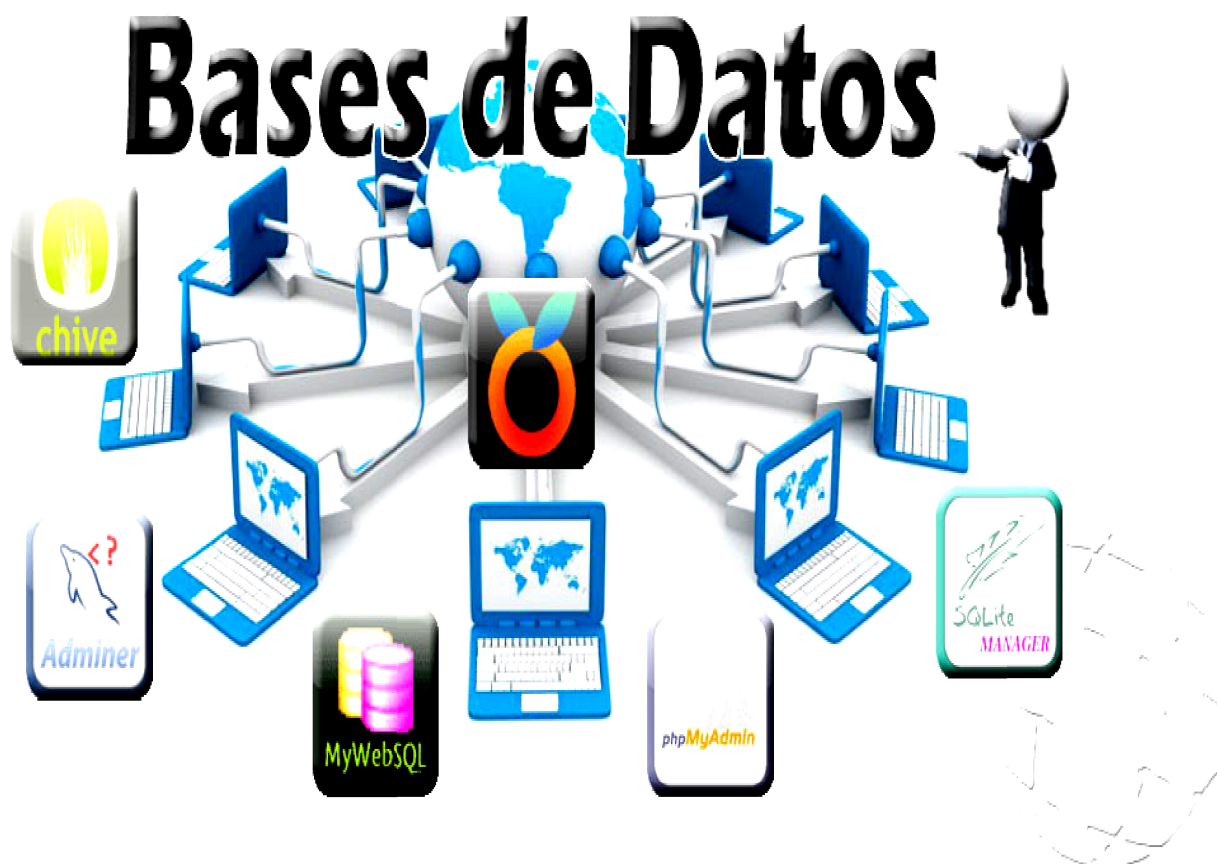 Bases de Datos
chive
<?
Adminer
MyWebSQL
phpMyAdmin
SQLite
MANAGER